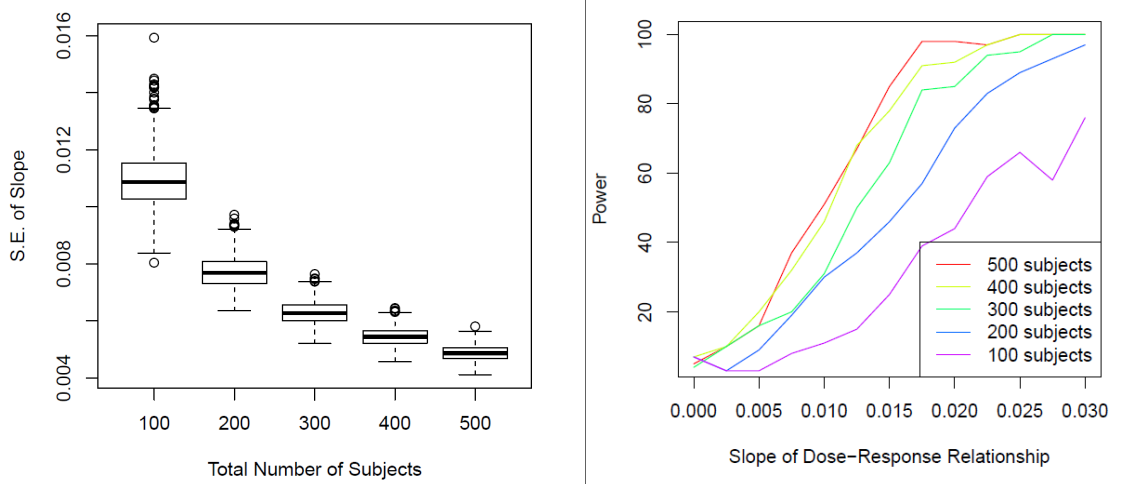 0.016
0.012
0.008
0.004
S.E. of Slope
100 200 300 400 500
Total Number of Subjects
100
80
60
40
20
Power
500 subjects
400 subjects
300 subjects
200 subjects
100 subjects
0.000 0.005 0.010 0.015 0.020 0.025 0.030
Slope of Dose−Response Relationship